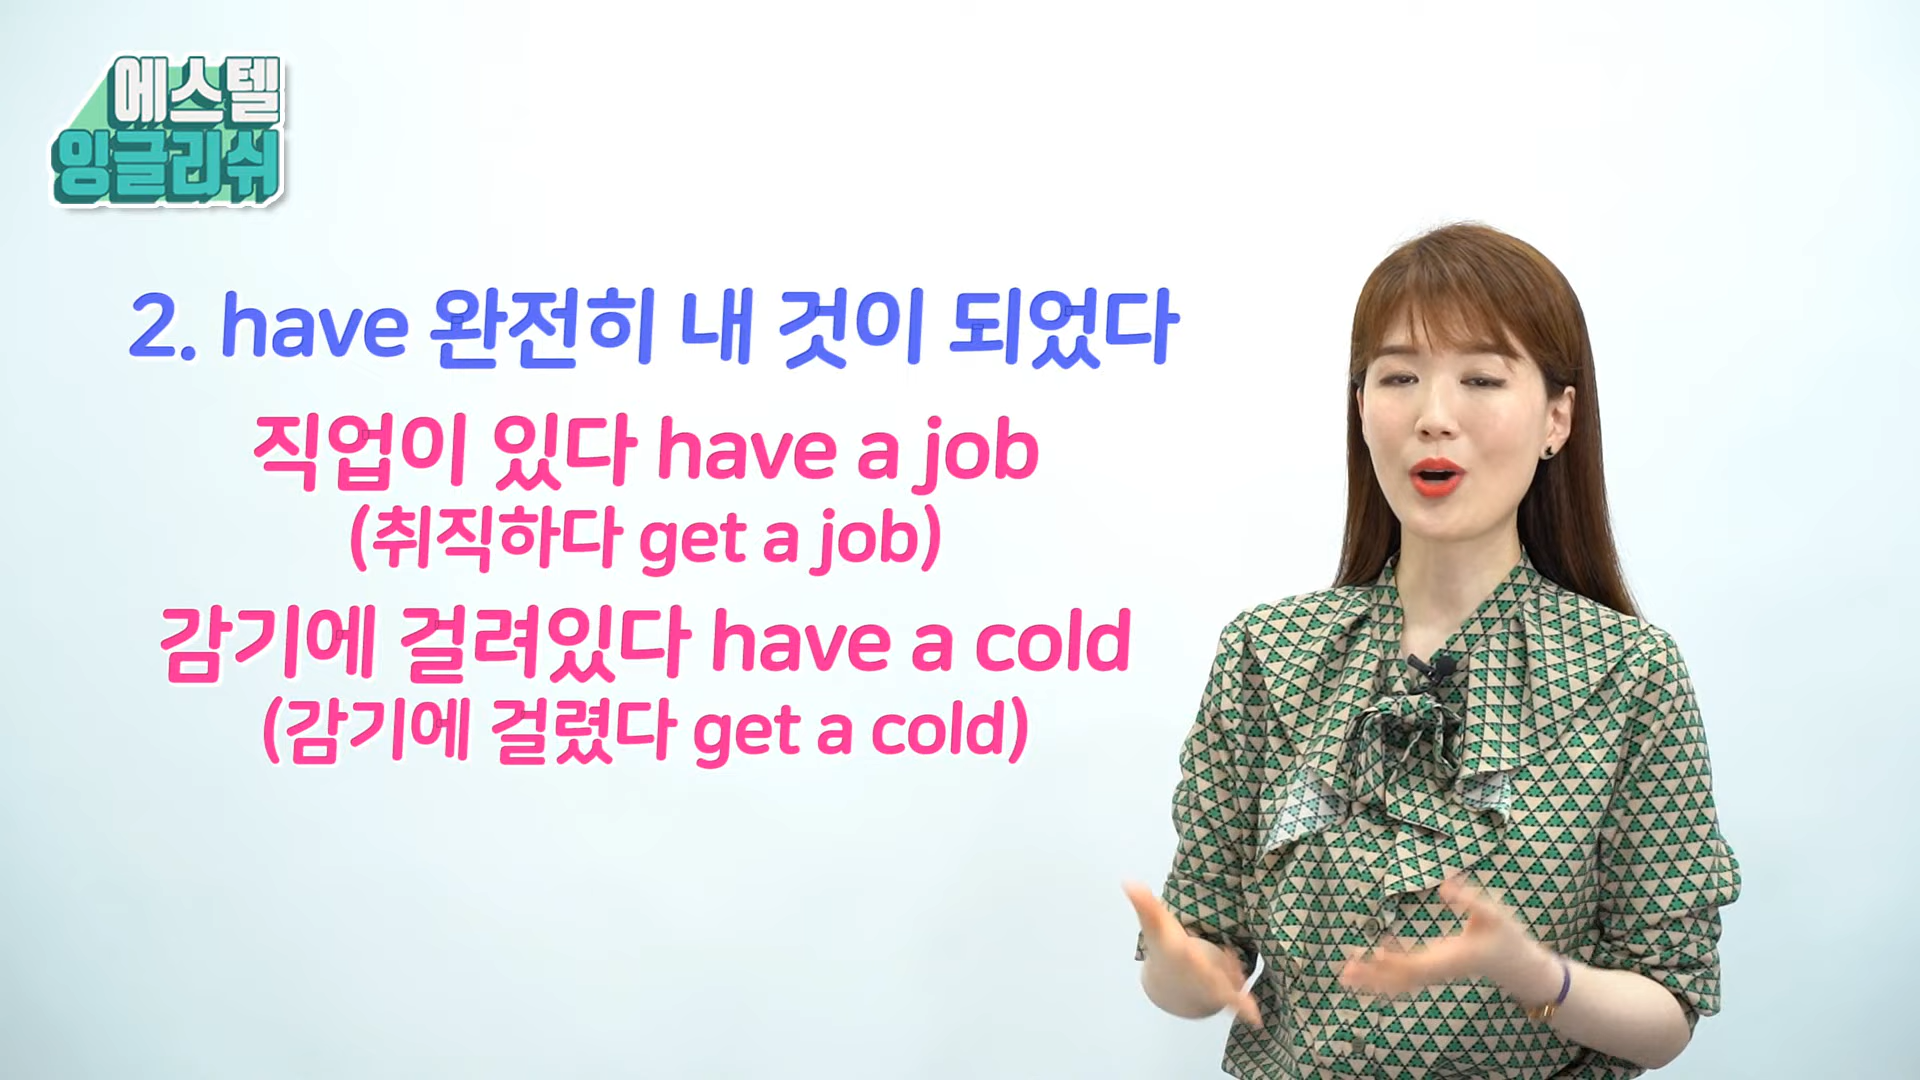 에스텔
잉글리쉬
2. have 완전히 내 것이 되었다
직업이 있다 have a job
(취직하다 get a job)
감기에 걸려있다 have a cold
(감기에 걸렸다 get a cold)